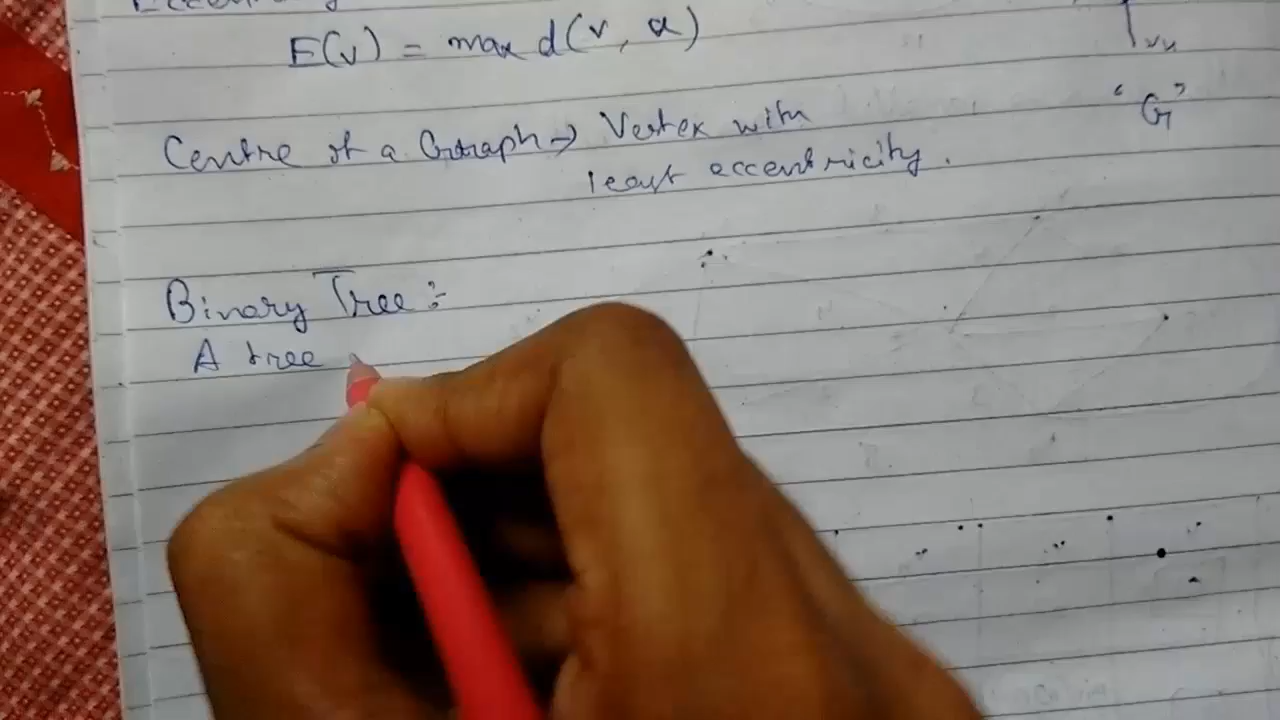 E(v) = max d(v, x)
Centre of a Graph → Vertex with
least eccentricity.
"G"
Binary Tree :-
A tree